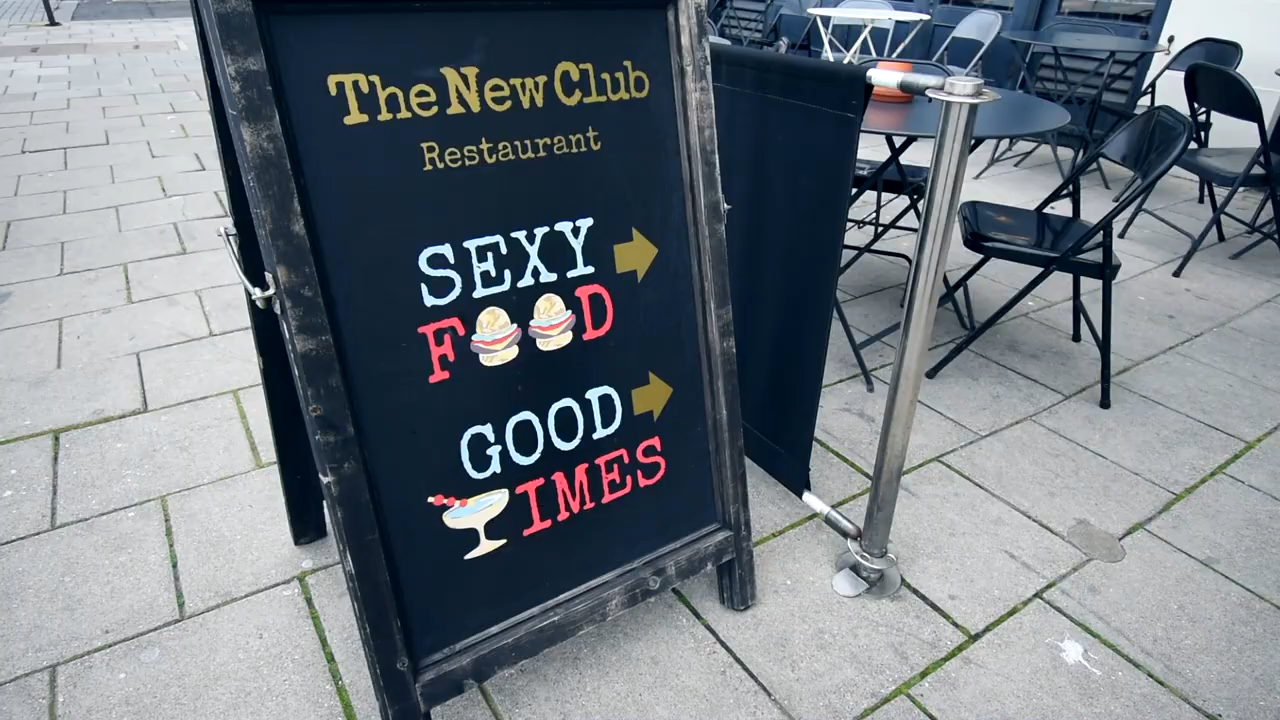 The New Club
Restaurant
SEXY
F🍔🍔D
GOOD
🍸IMES